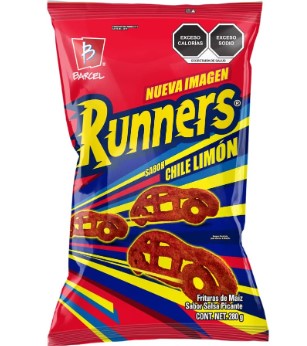 BARCEL
EXCESO
CALORÍAS
EXCESO
SODIO
NUEVA IMAGEN
Runners®
SABOR
CHILE LIMÓN
Frituras de Maíz
Sabor Salsa Picante
CONT. NET. 280 g